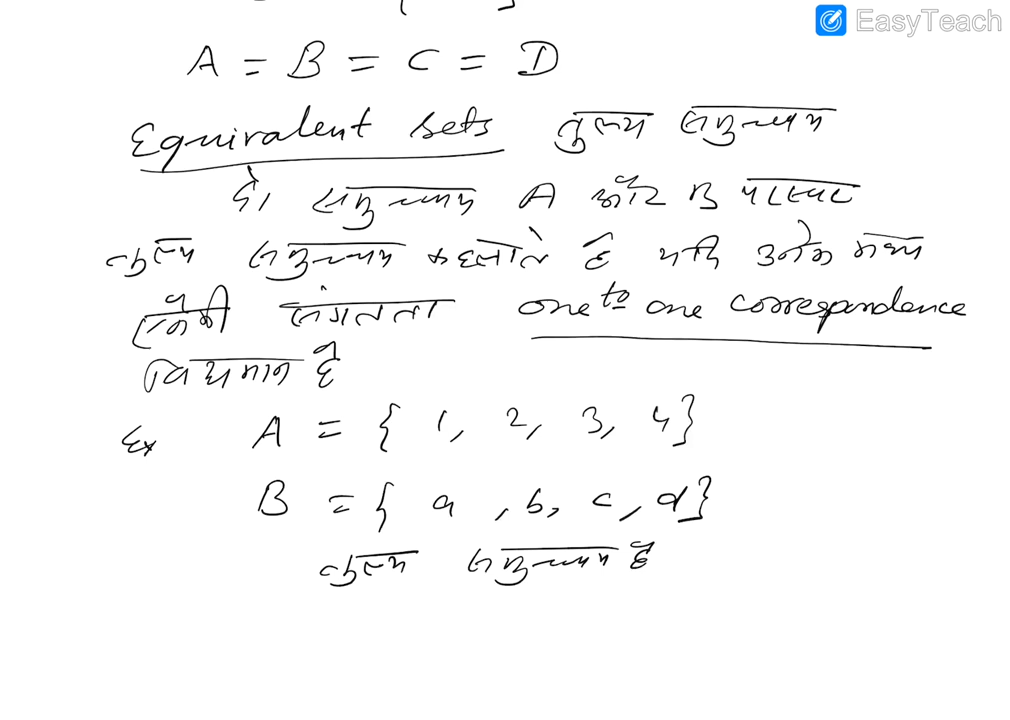 EasyTeach
A = B = C = D
Equivalent sets तुल्य समुच्चय
दो समुच्चय A और B परस्पर
तुल्य समुच्चय कहलाते हैं यदि उनके मध्य
एकैकी संगतता one to one correspondence
विद्यमान है
Ex A = { 1, 2, 3, 4}
B = { a , b, c, d}
तुल्य समुच्चय है